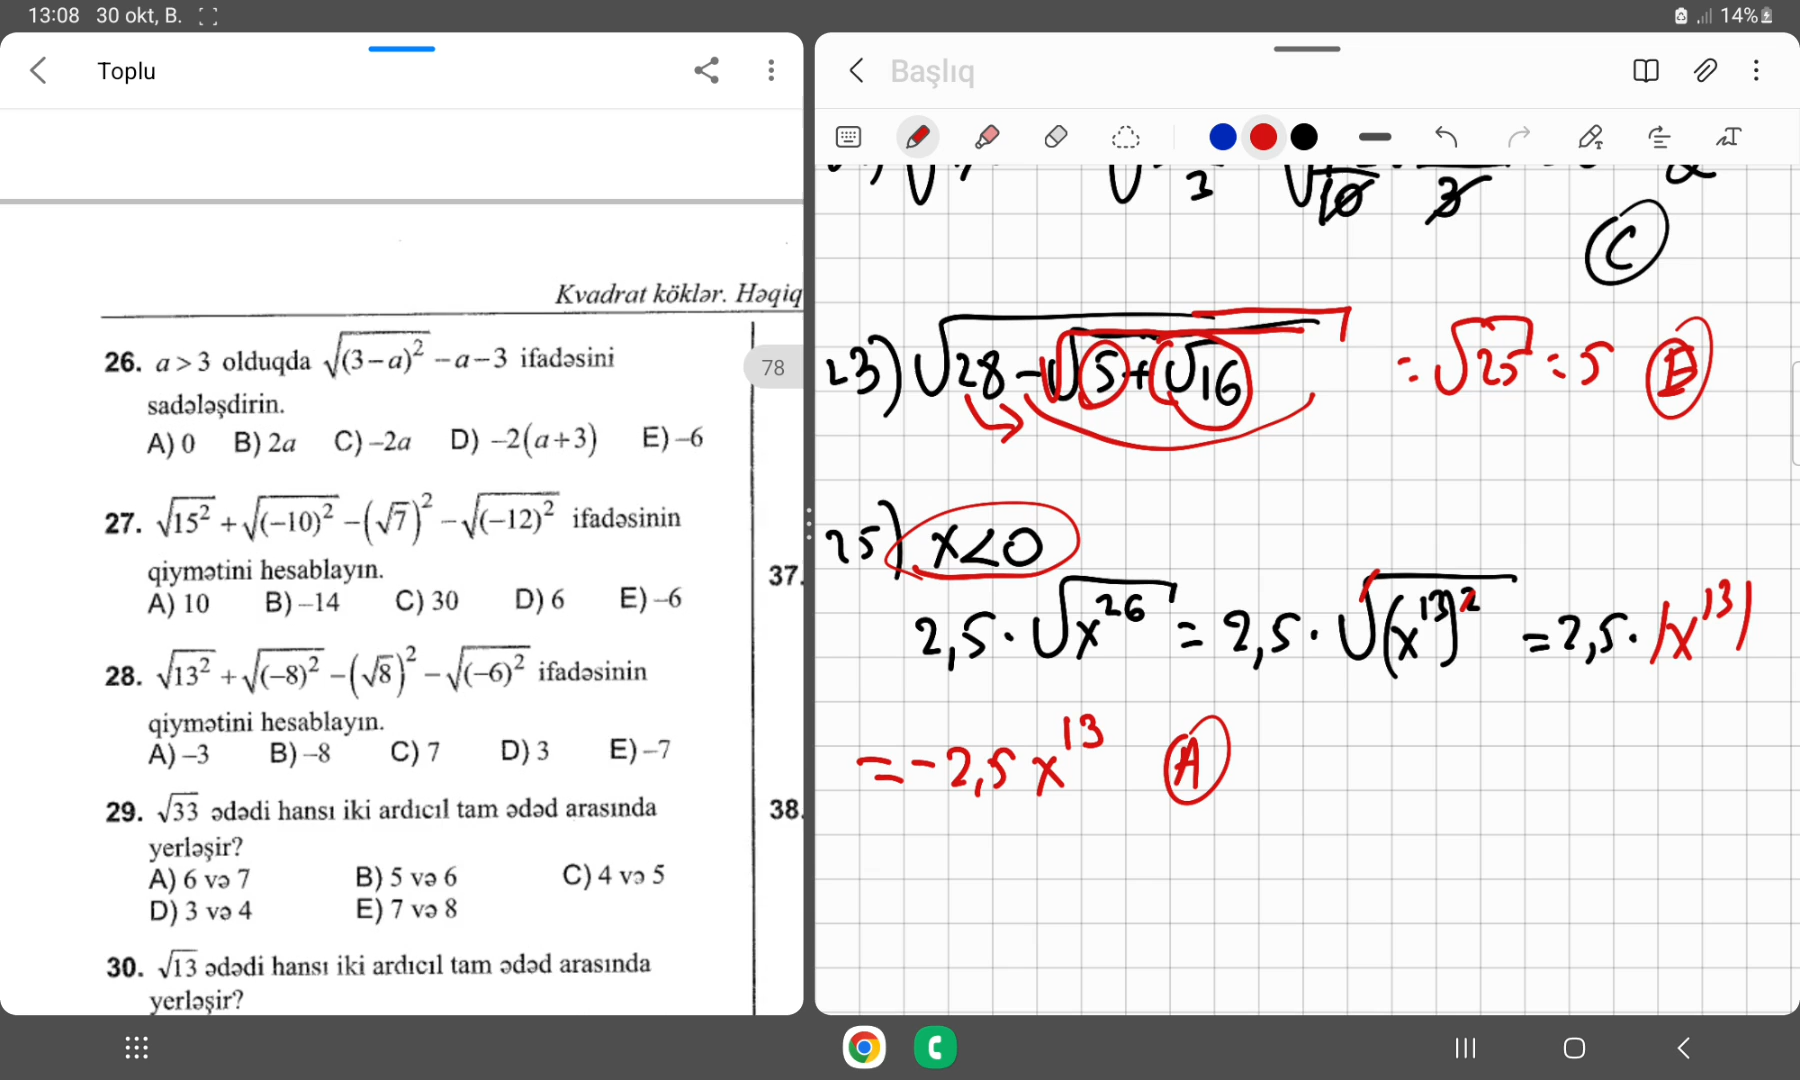 13:08 30 okt, B.
14%
Toplu
Başlıq
Kvadrat köklər. Həqiq
78
26. a > 3 olduqda √(3−a)² − a − 3 ifadəsini
sadələşdirin.
A) 0 B) 2a C) −2a D) −2(a+3) E) −6
27. √15² + √(−10)² − (√7)² − √(−12)² ifadəsinin
qiymətini hesablayın.
A) 10 B) −14 C) 30 D) 6 E) −6
28. √13² + √(−8)² − (√8)² − √(−6)² ifadəsinin
qiymətini hesablayın.
A) −3 B) −8 C) 7 D) 3 E) −7
29. √33 ədədi hansı iki ardıcıl tam ədəd arasında
yerləşir?
A) 6 və 7 B) 5 və 6 C) 4 və 5
D) 3 və 4 E) 7 və 8
30. √13 ədədi hansı iki ardıcıl tam ədəd arasında
yerləşir?
37.
38.
3 10 3
C
23) √28 − √5 + √16 = √25 = 5 E
25) x<0
2,5 · √x²⁶ = 2,5 · √(x¹³)² = 2,5 · |x¹³|
= −2,5 x¹³ A